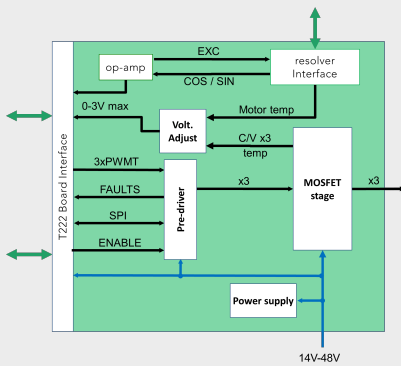 EXC
op-amp
resolver
Interface
COS / SIN
0-3V max
Motor temp
Volt.
Adjust
C/V x3
temp
T222 Board Interface
3xPWMT
FAULTS
SPI
ENABLE
Pre-driver
x3
MOSFET
stage
x3
Power supply
14V-48V